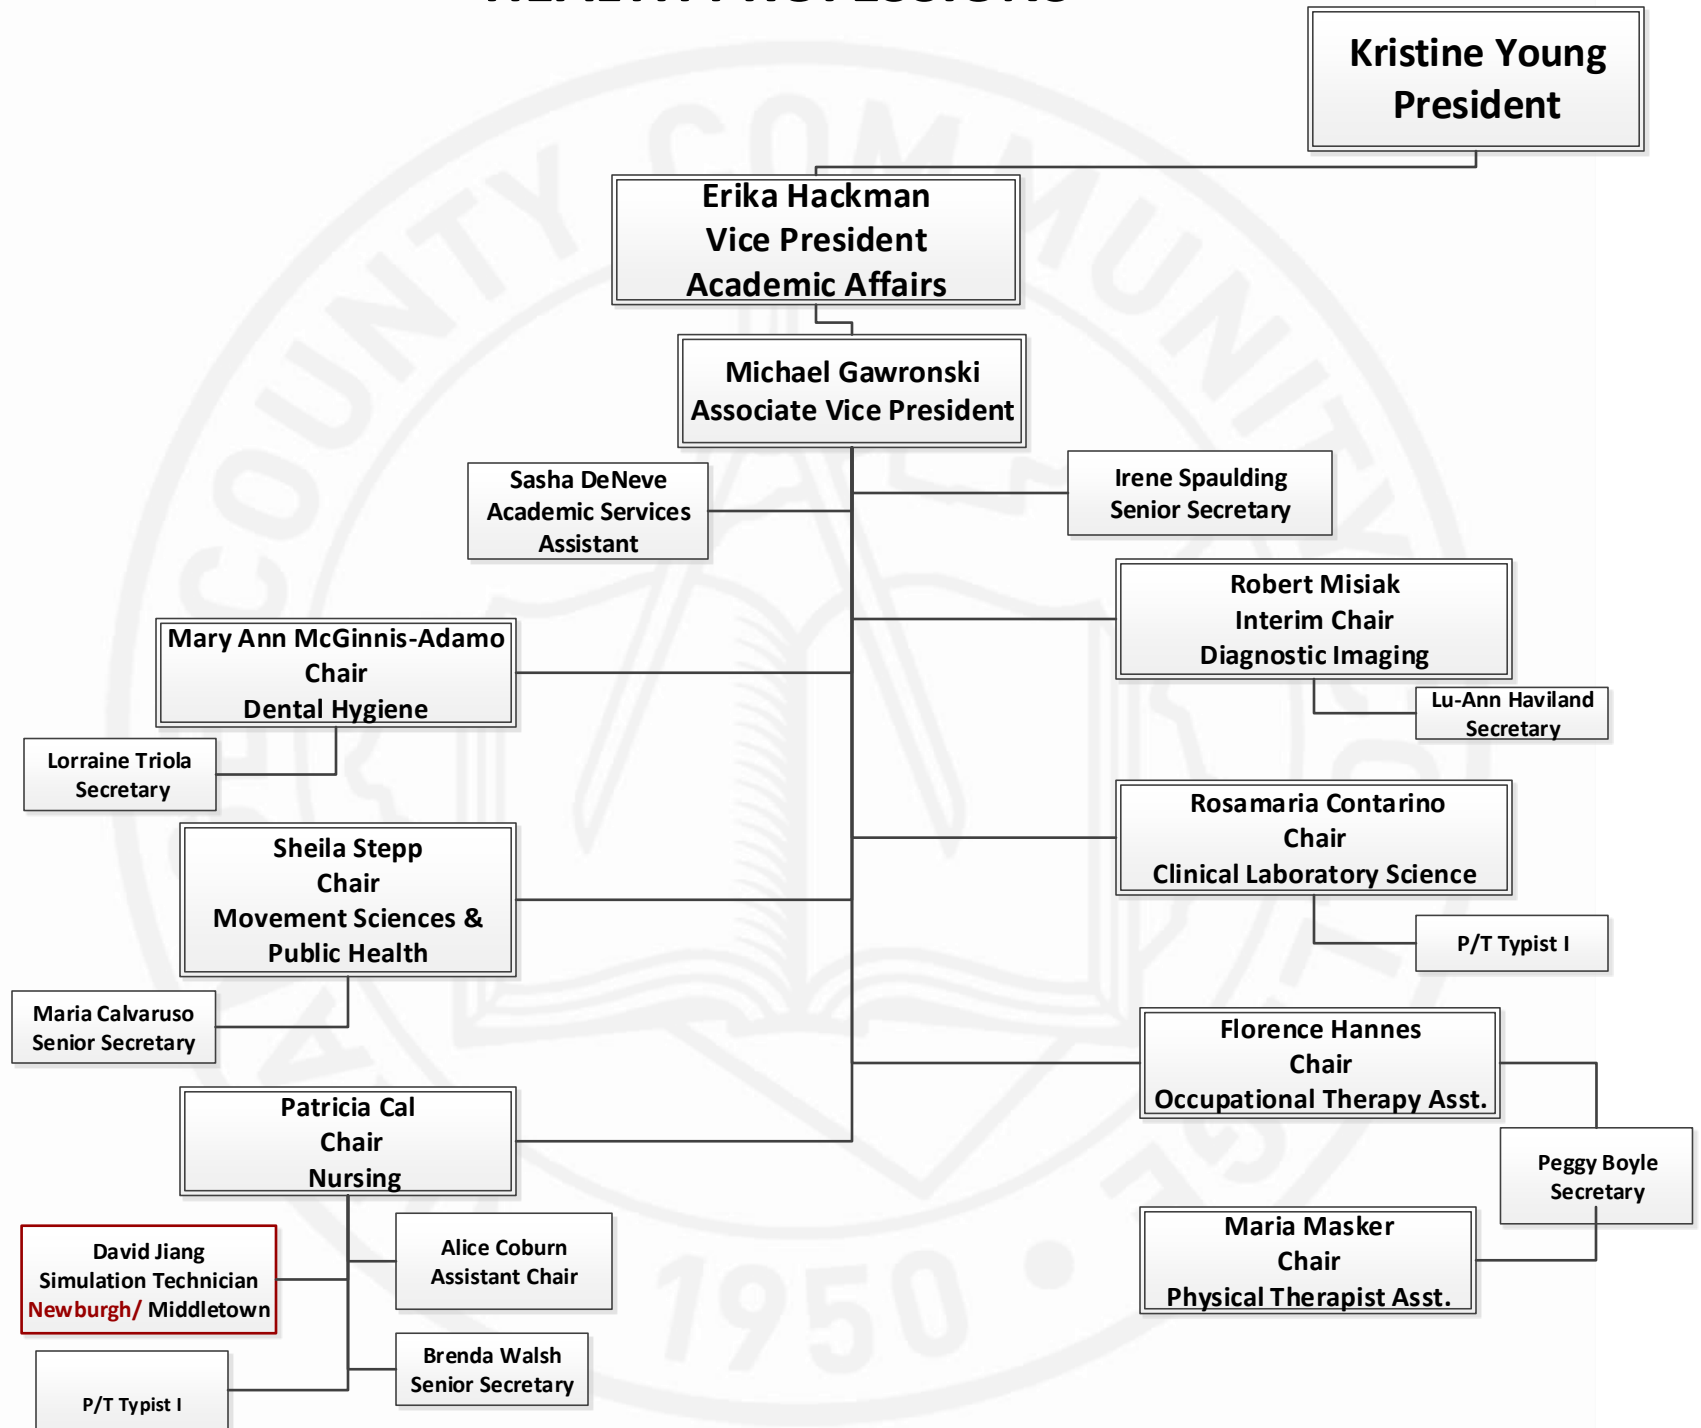 HEALTH PROFESSIONS
Kristine Young
President
Erika Hackman
Vice President
Academic Affairs
Michael Gawronski
Associate Vice President
Sasha DeNeve
Academic Services
Assistant
Irene Spaulding
Senior Secretary
Robert Misiak
Interim Chair
Diagnostic Imaging
Lu-Ann Haviland
Secretary
Mary Ann McGinnis-Adamo
Chair
Dental Hygiene
Lorraine Triola
Secretary
Rosamaria Contarino
Chair
Clinical Laboratory Science
P/T Typist I
Sheila Stepp
Chair
Movement Sciences &
Public Health
Maria Calvaruso
Senior Secretary
Florence Hannes
Chair
Occupational Therapy Asst.
Peggy Boyle
Secretary
Maria Masker
Chair
Physical Therapist Asst.
Patricia Cal
Chair
Nursing
David Jiang
Simulation Technician
Newburgh/ Middletown
Alice Coburn
Assistant Chair
Brenda Walsh
Senior Secretary
P/T Typist I
COUNTY COMMUNITY
1950